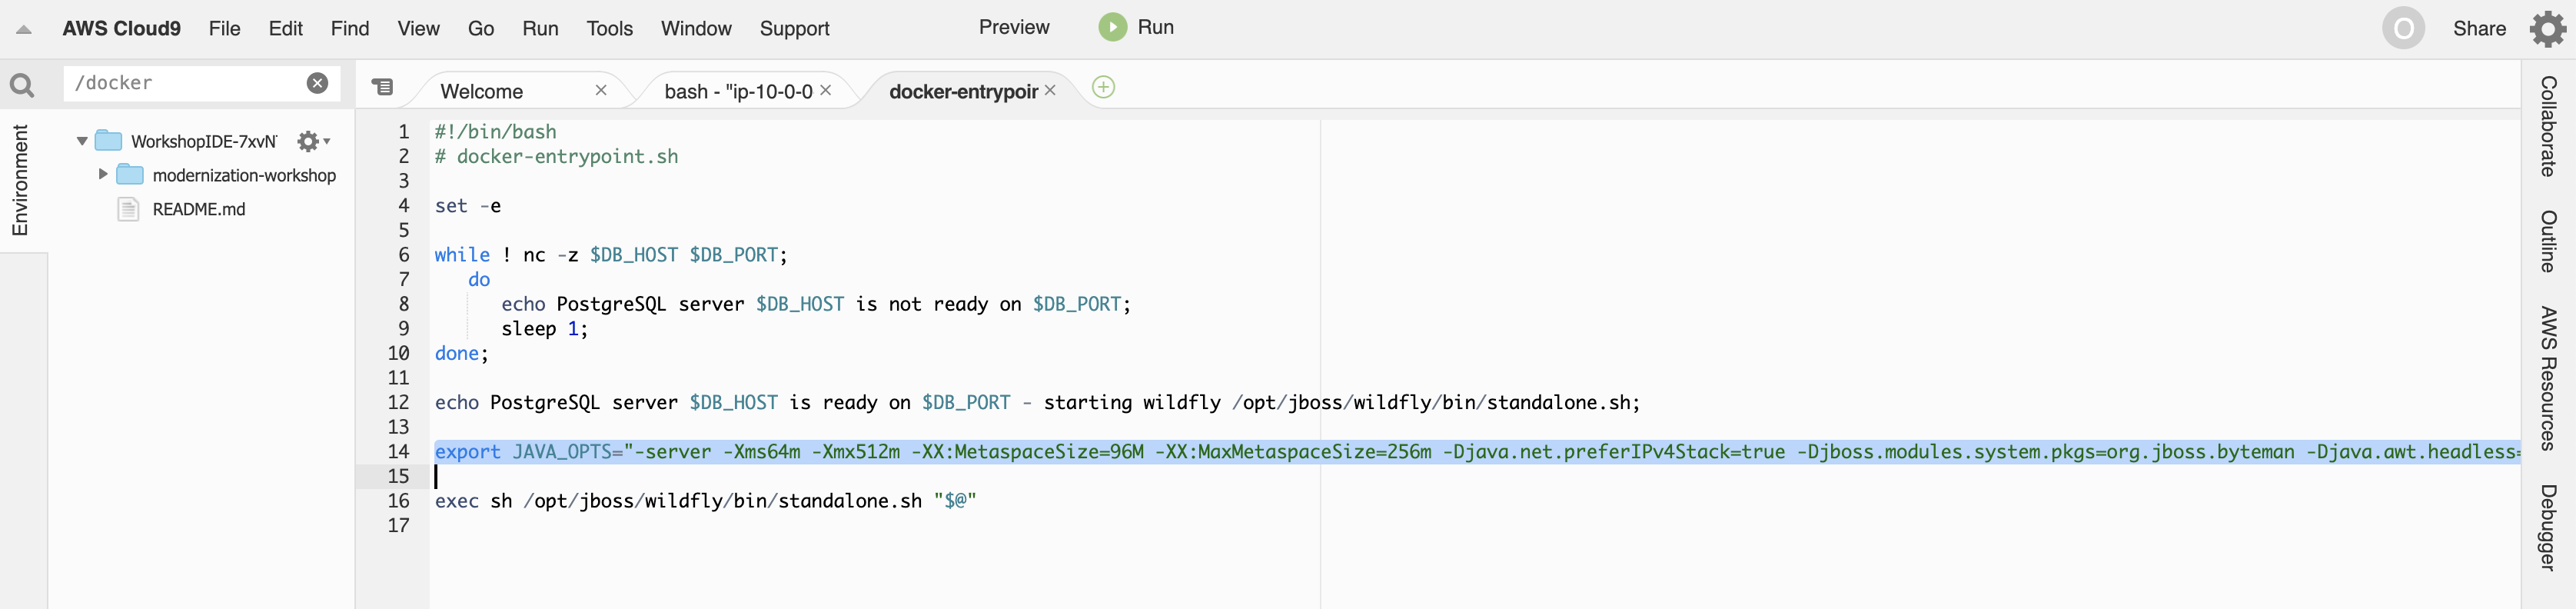 AWS Cloud9 File Edit Find View Go Run Tools Window Support Preview Run O Share
/docker
Welcome
bash - "ip-10-0-0
docker-entrypoir
Environment
WorkshopIDE-7xvN
modernization-workshop
README.md
1 #!/bin/bash
2 # docker-entrypoint.sh
3
4 set -e
5
6 while ! nc -z $DB_HOST $DB_PORT;
7 do
8 echo PostgreSQL server $DB_HOST is not ready on $DB_PORT;
9 sleep 1;
10 done;
11
12 echo PostgreSQL server $DB_HOST is ready on $DB_PORT - starting wildfly /opt/jboss/wildfly/bin/standalone.sh;
13
14 export JAVA_OPTS="-server -Xms64m -Xmx512m -XX:MetaspaceSize=96M -XX:MaxMetaspaceSize=256m -Djava.net.preferIPv4Stack=true -Djboss.modules.system.pkgs=org.jboss.byteman -Djava.awt.headless=
15
16 exec sh /opt/jboss/wildfly/bin/standalone.sh "$@"
17
Collaborate
Outline
AWS Resources
Debugger